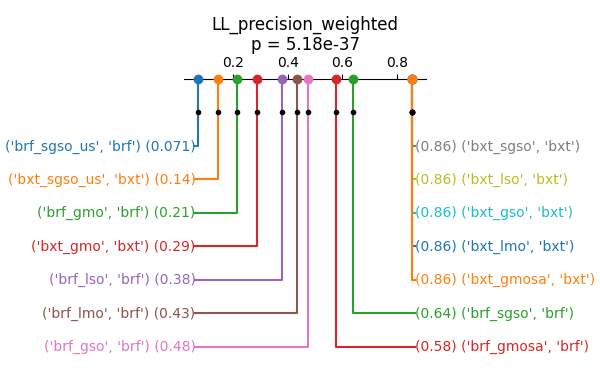 LL_precision_weighted
p = 5.18e-37
0.2 0.4 0.6 0.8
('brf_sgso_us', 'brf') (0.071) (0.86) ('bxt_sgso', 'bxt')
('bxt_sgso_us', 'bxt') (0.14) (0.86) ('bxt_lso', 'bxt')
('brf_gmo', 'brf') (0.21) (0.86) ('bxt_gso', 'bxt')
('bxt_gmo', 'bxt') (0.29) (0.86) ('bxt_lmo', 'bxt')
('brf_lso', 'brf') (0.38) (0.86) ('bxt_gmosa', 'bxt')
('brf_lmo', 'brf') (0.43) (0.64) ('brf_sgso', 'brf')
('brf_gso', 'brf') (0.48) (0.58) ('brf_gmosa', 'brf')